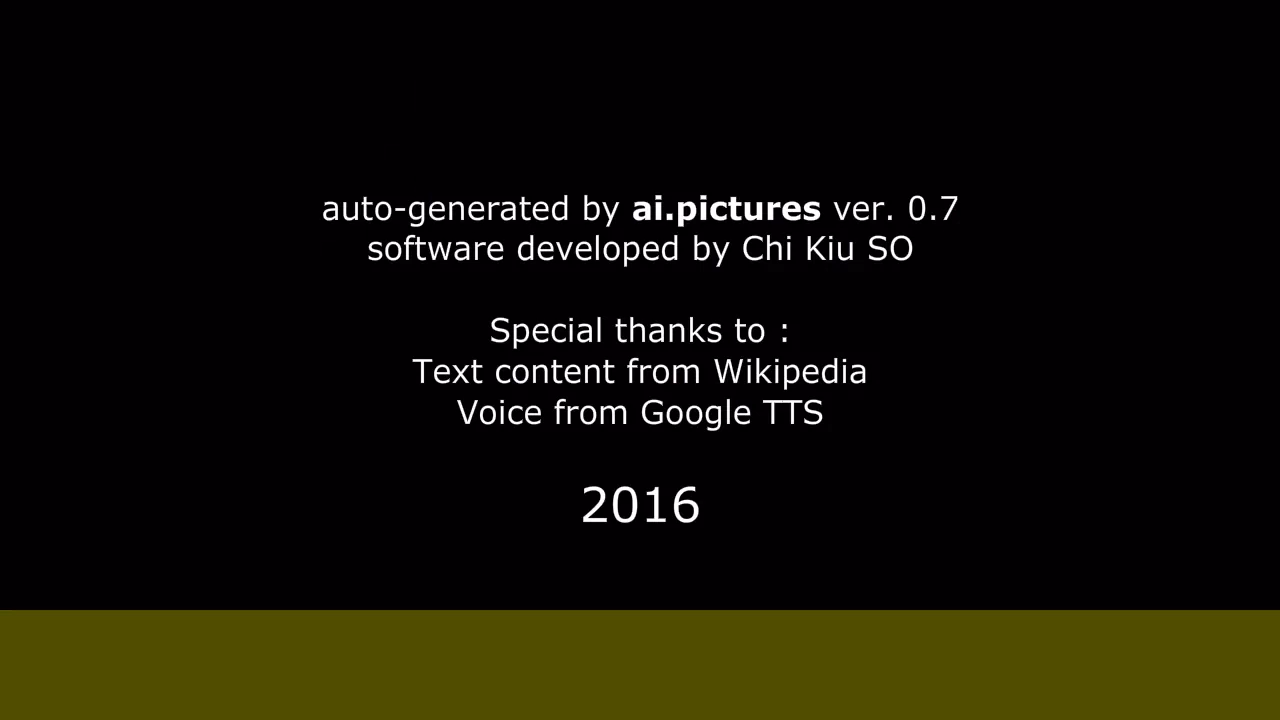 auto-generated by ai.pictures ver. 0.7
software developed by Chi Kiu SO
Special thanks to :
Text content from Wikipedia
Voice from Google TTS
2016